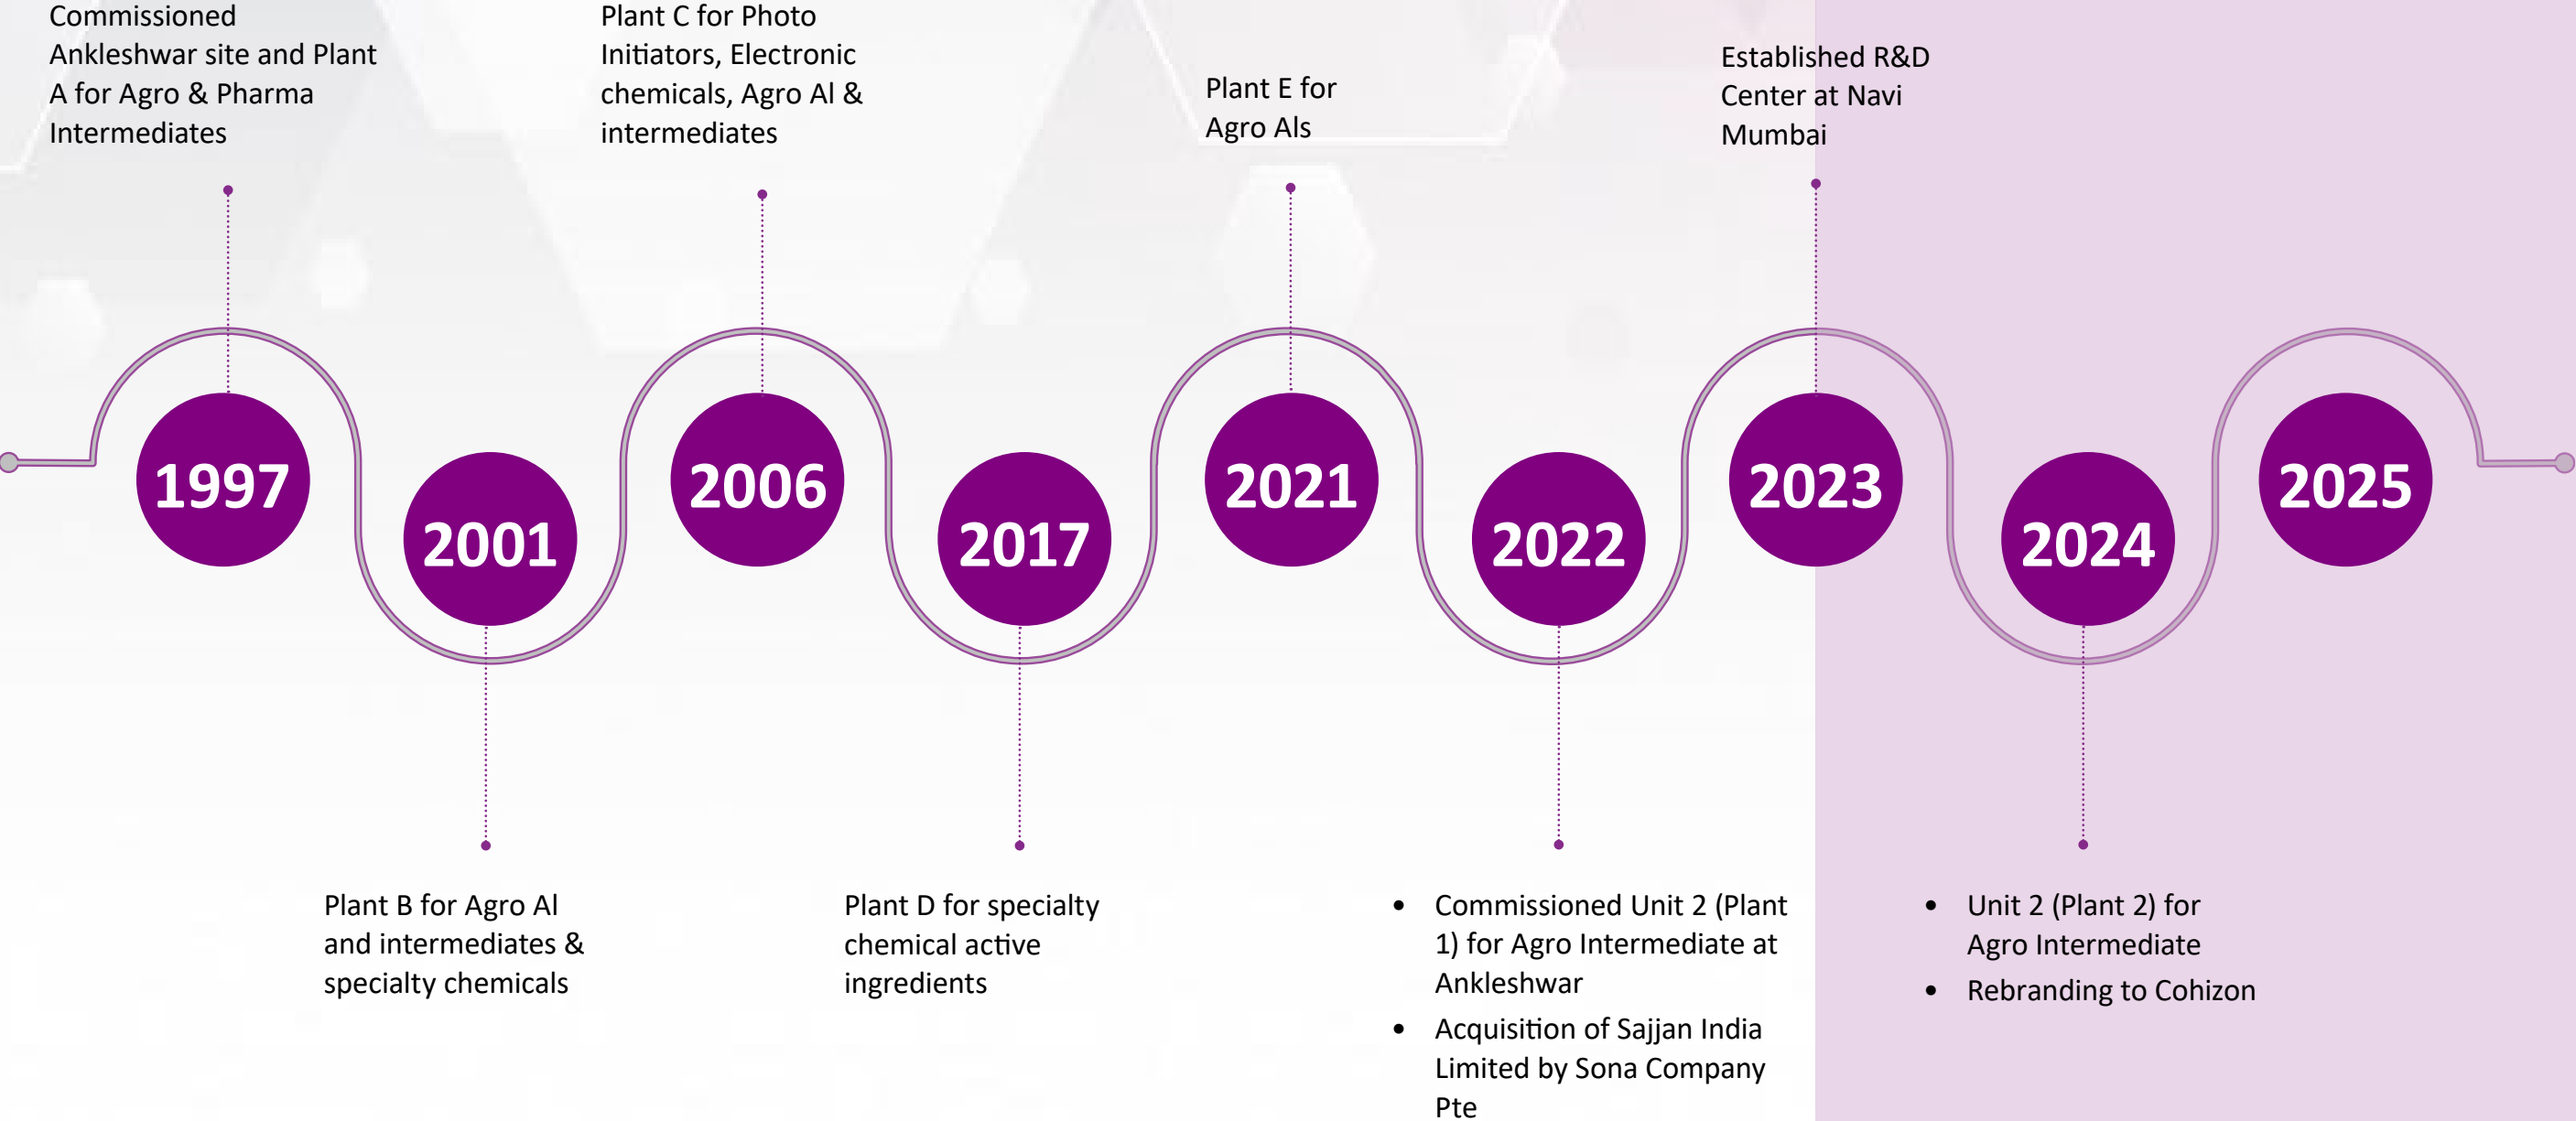 Commissioned
Ankleshwar site and Plant
A for Agro & Pharma
Intermediates
Plant C for Photo
Initiators, Electronic
chemicals, Agro Al &
intermediates
Plant E for
Agro Als
Established R&D
Center at Navi
Mumbai
1997
2001
2006
2017
2021
2022
2023
2024
2025
Plant B for Agro Al
and intermediates &
specialty chemicals
Plant D for specialty
chemical active
ingredients
• Commissioned Unit 2 (Plant
1) for Agro Intermediate at
Ankleshwar
• Acquisition of Sajjan India
Limited by Sona Company
Pte
• Unit 2 (Plant 2) for
Agro Intermediate
• Rebranding to Cohizon